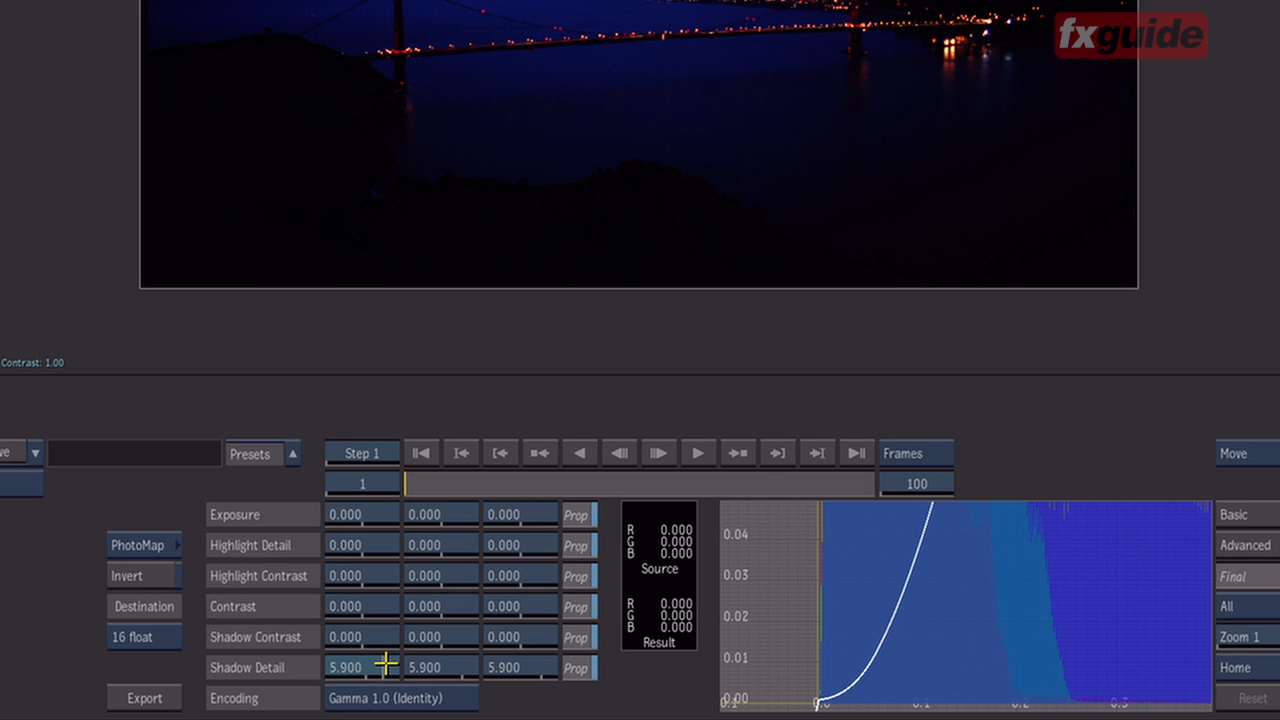 fxguide
Contrast: 1.00
ve Presets Step 1 Frames Move
1 100
Exposure 0.000 0.000 0.000 Prop
PhotoMap Highlight Detail 0.000 0.000 0.000 Prop
Invert Highlight Contrast 0.000 0.000 0.000 Prop
Destination Contrast 0.000 0.000 0.000 Prop
16 float Shadow Contrast 0.000 0.000 0.000 Prop
Shadow Detail 5.900 5.900 5.900 Prop
Export Encoding Gamma 1.0 (Identity)
R 0.000
G 0.000
B 0.000
Source
R 0.000
G 0.000
B 0.000
Result
0.04
0.03
0.02
0.01
0.00
0.1 0.0 0.1 0.2 0.3
Basic
Advanced
Final
All
Zoom 1
Home
Reset